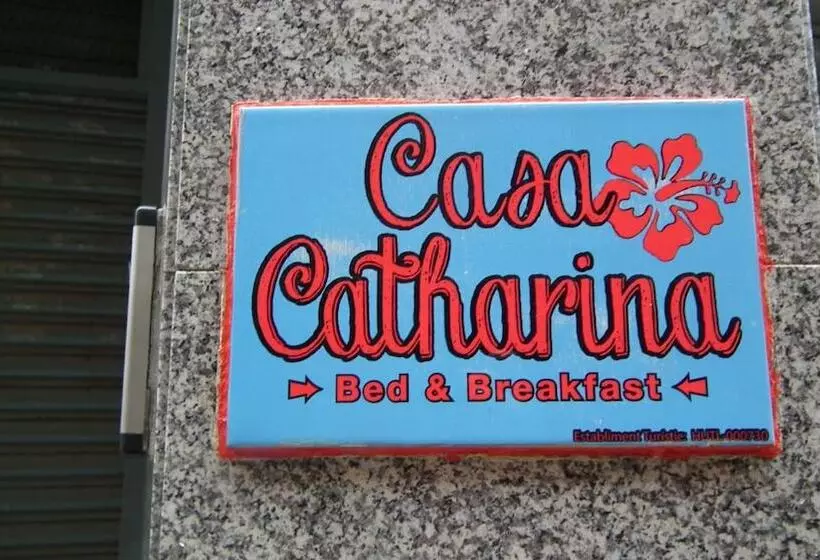 Casa
Catharina
Bed & Breakfast
Establiment Turístic: HUTL-000730